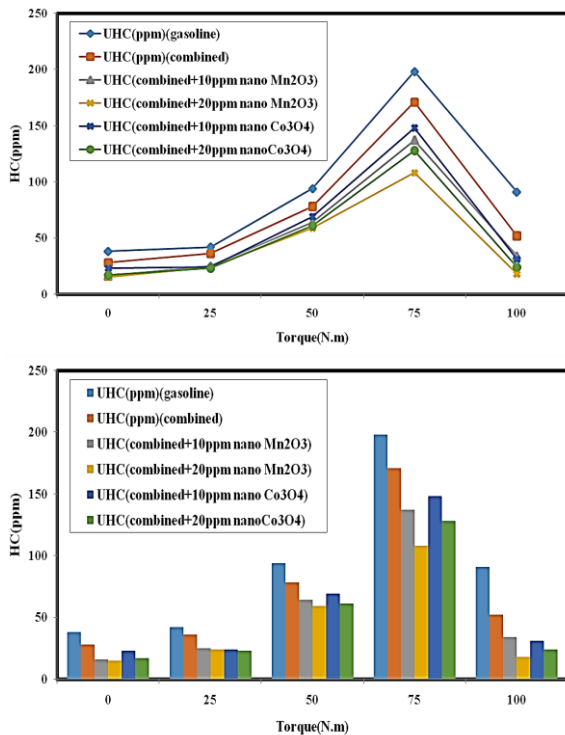 250
UHC(ppm)(gasoline)
UHC(ppm)(combined)
200
UHC(combined+10ppm nano Mn2O3)
UHC(combined+20ppm nano Mn2O3)
UHC(combined+10ppm nano Co3O4)
150
UHC(combined+20ppm nanoCo3O4)
HC(ppm)
100
50
0
0 25 50 75 100
Torque(N.m)
250
UHC(ppm)(gasoline)
UHC(ppm)(combined)
200
UHC(combined+10ppm nano Mn2O3)
UHC(combined+20ppm nano Mn2O3)
UHC(combined+10ppm nano Co3O4)
150
UHC(combined+20ppm nanoCo3O4)
HC(ppm)
100
50
0
0 25 50 75 100
Torque(N.m)